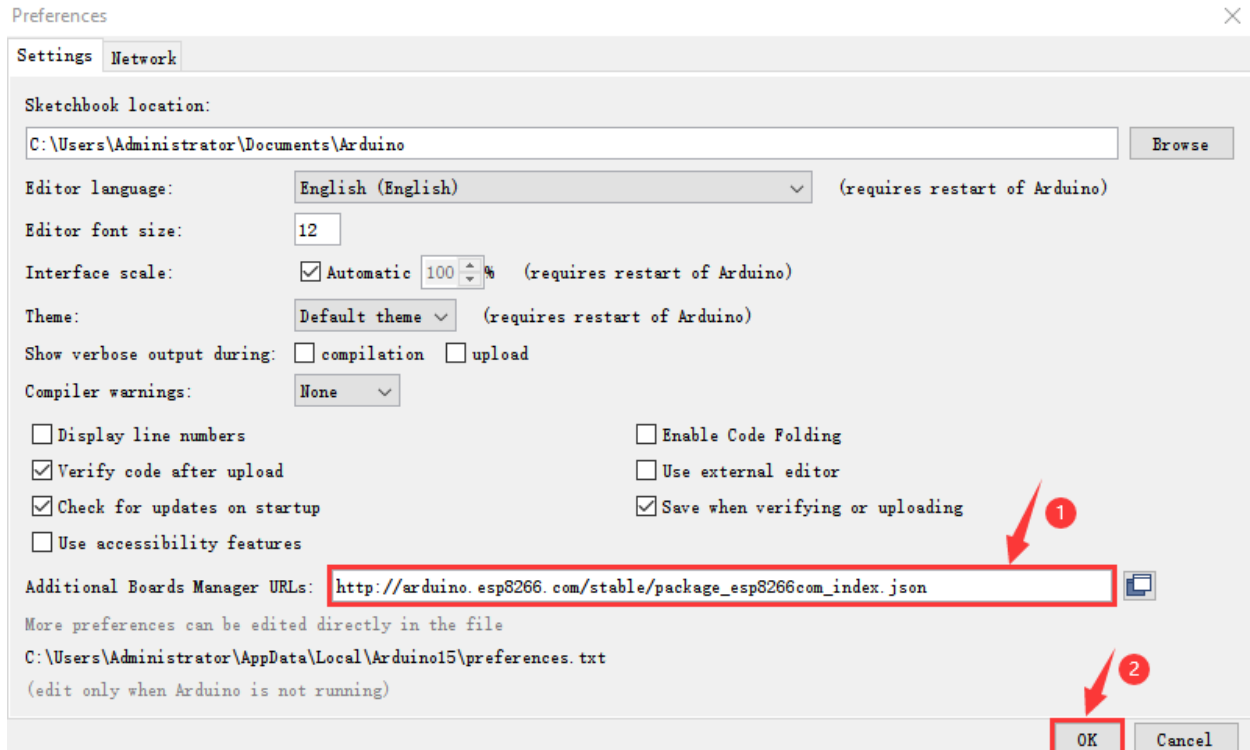 Preferences
Settings Network
Sketchbook location:
C:\Users\Administrator\Documents\Arduino Browse
Editor language: English (English) (requires restart of Arduino)
Editor font size: 12
Interface scale: Automatic 100 % (requires restart of Arduino)
Theme: Default theme (requires restart of Arduino)
Show verbose output during: compilation upload
Compiler warnings: None
Display line numbers Enable Code Folding
Verify code after upload Use external editor
Check for updates on startup Save when verifying or uploading 1
Use accessibility features
Additional Boards Manager URLs: http://arduino.esp8266.com/stable/package_esp8266com_index.json
More preferences can be edited directly in the file
C:\Users\Administrator\AppData\Local\Arduino15\preferences.txt
(edit only when Arduino is not running) 2
OK Cancel